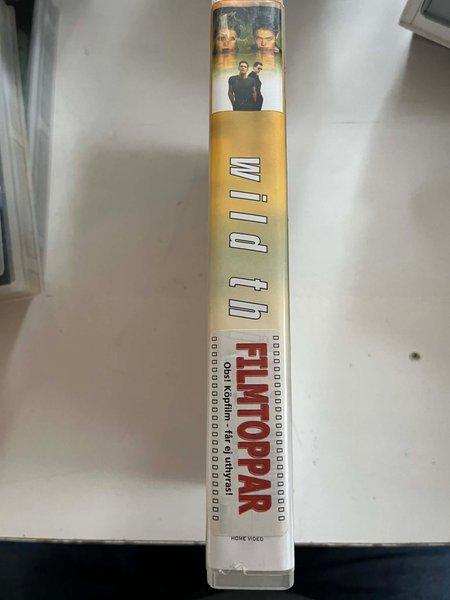 wild th
FILMTOPPAR
Obs! Köpfilm - får ej uthyras!
HOME VIDEO